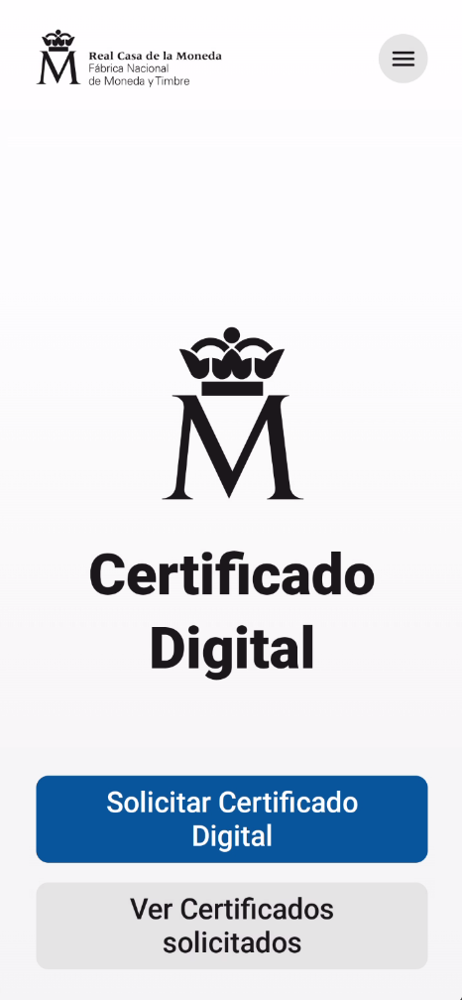 Real Casa de la Moneda
Fábrica Nacional
de Moneda y Timbre
Certificado
Digital
Solicitar Certificado
Digital
Ver Certificados
solicitados